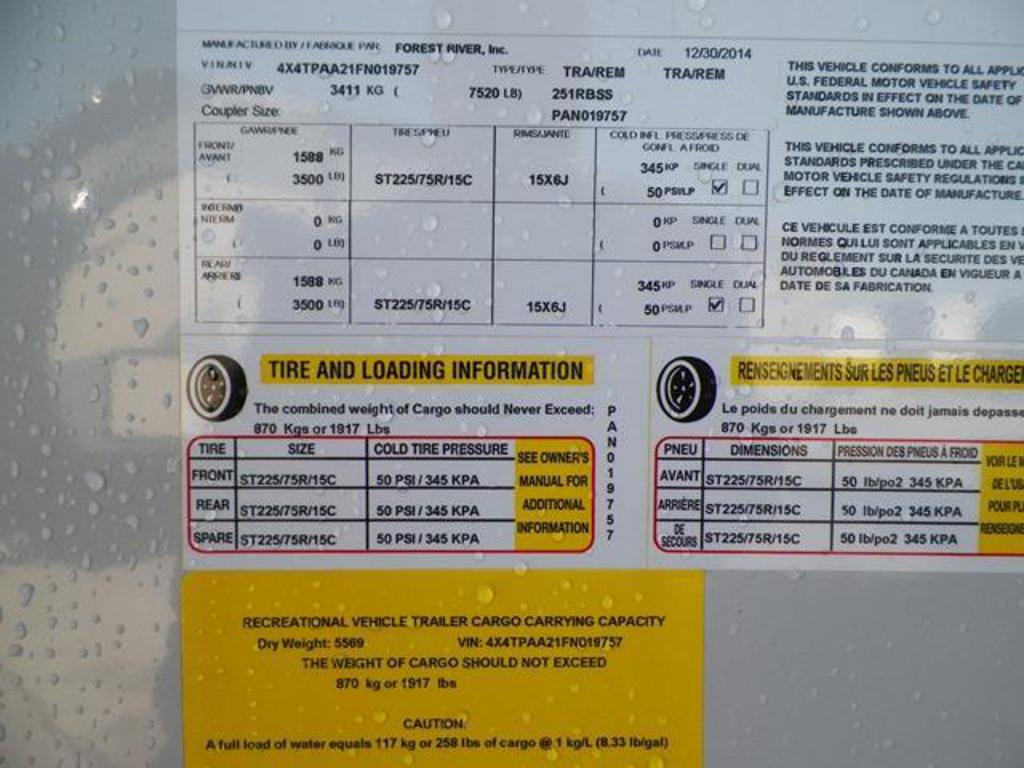 MANUFACTURED BY / FABRIQUE PAR: FOREST RIVER, Inc. DATE 12/30/2014
V I N / N I V 4X4TPAA21FN019757 TYPE/TYPE TRA/REM TRA/REM
GVWR/PNBV 3411 KG ( 7520 LB) 251RBSS
Coupler Size: PAN019757
GAWR/PNBE TIRES/PNEU RIMS/JANTE COLD INFL. PRESS/PRESS DE GONFL. A FROID
FRONT/ AVANT 1588 KG 345 KP SINGLE DUAL
( 3500 LB) ST225/75R/15C 15X6J ( 50 PSI/LP
INTERM/ INTERM 0 KG 0 KP SINGLE DUAL
( 0 LB) ( 0 PSI/LP
REAR/ ARRIERE 1588 KG 345 KP SINGLE DUAL
( 3500 LB) ST225/75R/15C 15X6J ( 50 PSI/LP
THIS VEHICLE CONFORMS TO ALL APPLIC
U.S. FEDERAL MOTOR VEHICLE SAFETY
STANDARDS IN EFFECT ON THE DATE OF
MANUFACTURE SHOWN ABOVE.
THIS VEHICLE CONFORMS TO ALL APPLIC
STANDARDS PRESCRIBED UNDER THE CA
MOTOR VEHICLE SAFETY REGULATIONS
EFFECT ON THE DATE OF MANUFACTURE.
CE VEHICULE EST CONFORME A TOUTES
NORMES QUI LUI SONT APPLICABLES EN V
DU REGLEMENT SUR LA SECURITE DES VE
AUTOMOBILES DU CANADA EN VIGUEUR A
DATE DE SA FABRICATION.
TIRE AND LOADING INFORMATION
The combined weight of Cargo should Never Exceed:
870 Kgs or 1917 Lbs
TIRE SIZE COLD TIRE PRESSURE
FRONT ST225/75R/15C 50 PSI / 345 KPA
REAR ST225/75R/15C 50 PSI / 345 KPA
SPARE ST225/75R/15C 50 PSI / 345 KPA
SEE OWNER'S
MANUAL FOR
ADDITIONAL
INFORMATION
PAN019757
RENSEIGNEMENTS SUR LES PNEUS ET LE CHARGEM
Le poids du chargement ne doit jamais depasse
870 Kgs or 1917 Lbs
PNEU DIMENSIONS PRESSION DES PNEUS À FROID
AVANT ST225/75R/15C 50 lb/po2 345 KPA
ARRIÈRE ST225/75R/15C 50 lb/po2 345 KPA
DE SECOURS ST225/75R/15C 50 lb/po2 345 KPA
VOIR LE M
DE L'US
POUR PL
RENSEIGNE
RECREATIONAL VEHICLE TRAILER CARGO CARRYING CAPACITY
Dry Weight: 5569 VIN: 4X4TPAA21FN019757
THE WEIGHT OF CARGO SHOULD NOT EXCEED
870 kg or 1917 lbs
CAUTION:
A full load of water equals 117 kg or 258 lbs of cargo @ 1 kg/L (8.33 lb/gal)